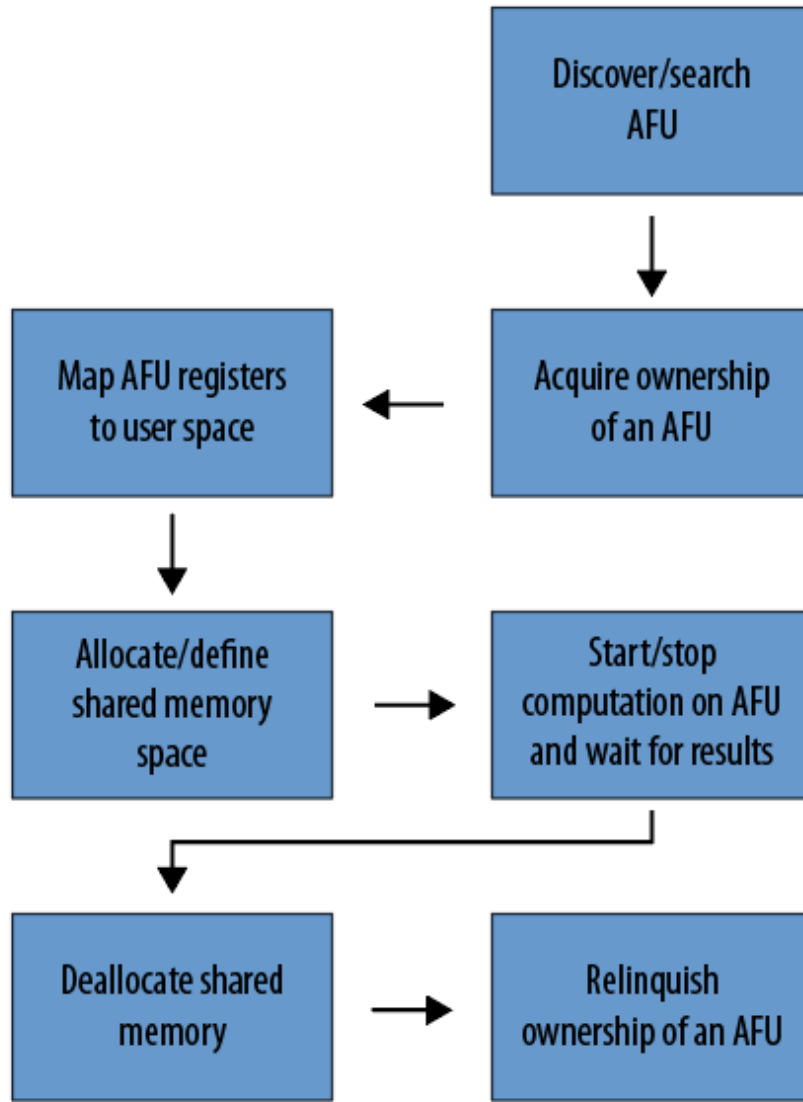 Discover/search
AFU
Acquire ownership
of an AFU
Map AFU registers
to user space
Allocate/define
shared memory
space
Start/stop
computation on AFU
and wait for results
Deallocate shared
memory
Relinquish
ownership of an AFU